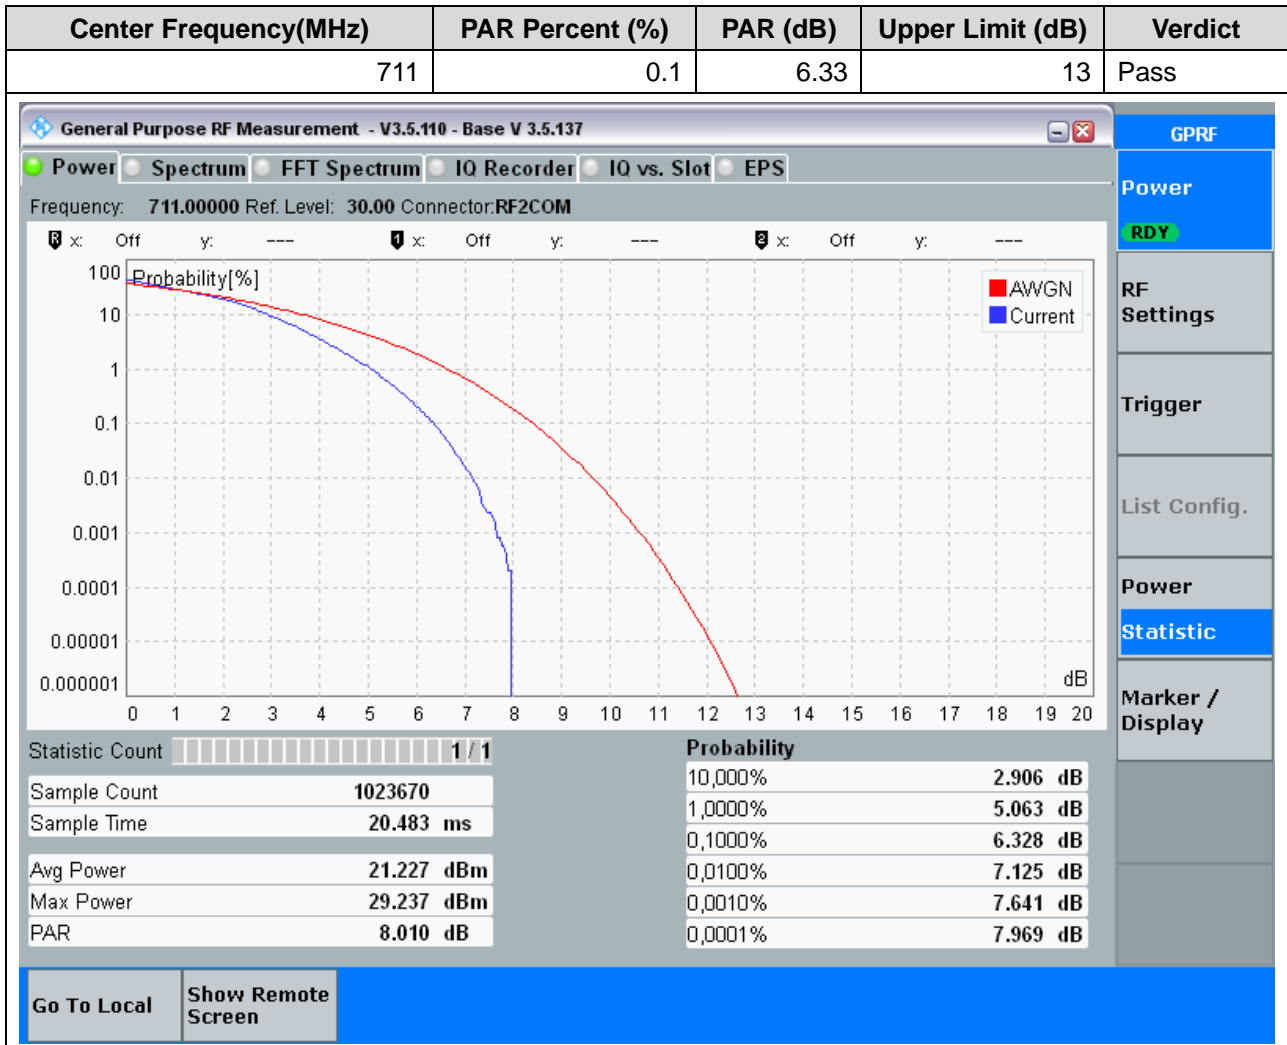 Center Frequency(MHz) PAR Percent (%) PAR (dB) Upper Limit (dB) Verdict
711 0.1 6.33 13 Pass
General Purpose RF Measurement - V3.5.110 - Base V 3.5.137
GPRF
Power Spectrum FFT Spectrum IQ Recorder IQ vs. Slot EPS
Power
RDY
Frequency: 711.00000 Ref. Level: 30.00 Connector:RF2COM
R x: Off y: --- 1 x: Off y: --- 2 x: Off y: ---
Probability[%]
AWGN
Current
100
10
1
0.1
0.01
0.001
0.0001
0.00001
0.000001
dB
0 1 2 3 4 5 6 7 8 9 10 11 12 13 14 15 16 17 18 19 20
RF
Settings
Trigger
List Config.
Power
Statistic
Marker /
Display
Statistic Count 1 / 1
Sample Count 1023670
Sample Time 20.483 ms
Avg Power 21.227 dBm
Max Power 29.237 dBm
PAR 8.010 dB
Probability
10,000% 2.906 dB
1,0000% 5.063 dB
0,1000% 6.328 dB
0,0100% 7.125 dB
0,0010% 7.641 dB
0,0001% 7.969 dB
Go To Local
Show Remote
Screen